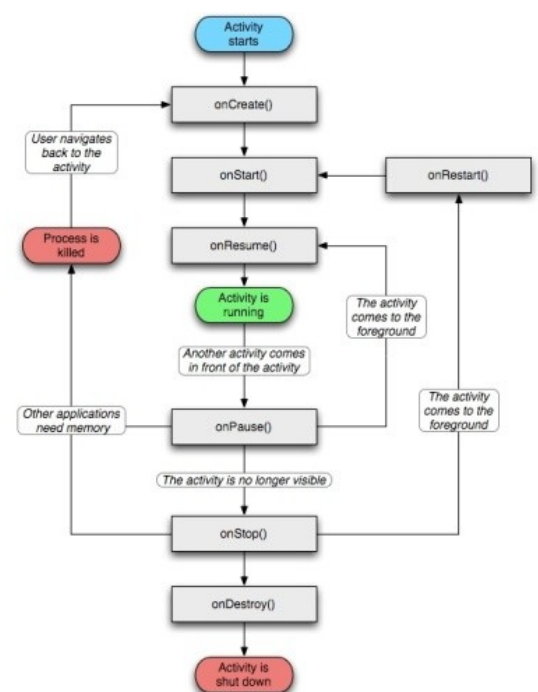 Activity
starts
onCreate()
User navigates
back to the
activity
onStart()
onRestart()
Process is
killed
onResume()
Activity is
running
The activity
comes to the
foreground
Another activity comes
in front of the activity
The activity
comes to the
foreground
Other applications
need memory
onPause()
The activity is no longer visible
onStop()
onDestroy()
Activity is
shut down